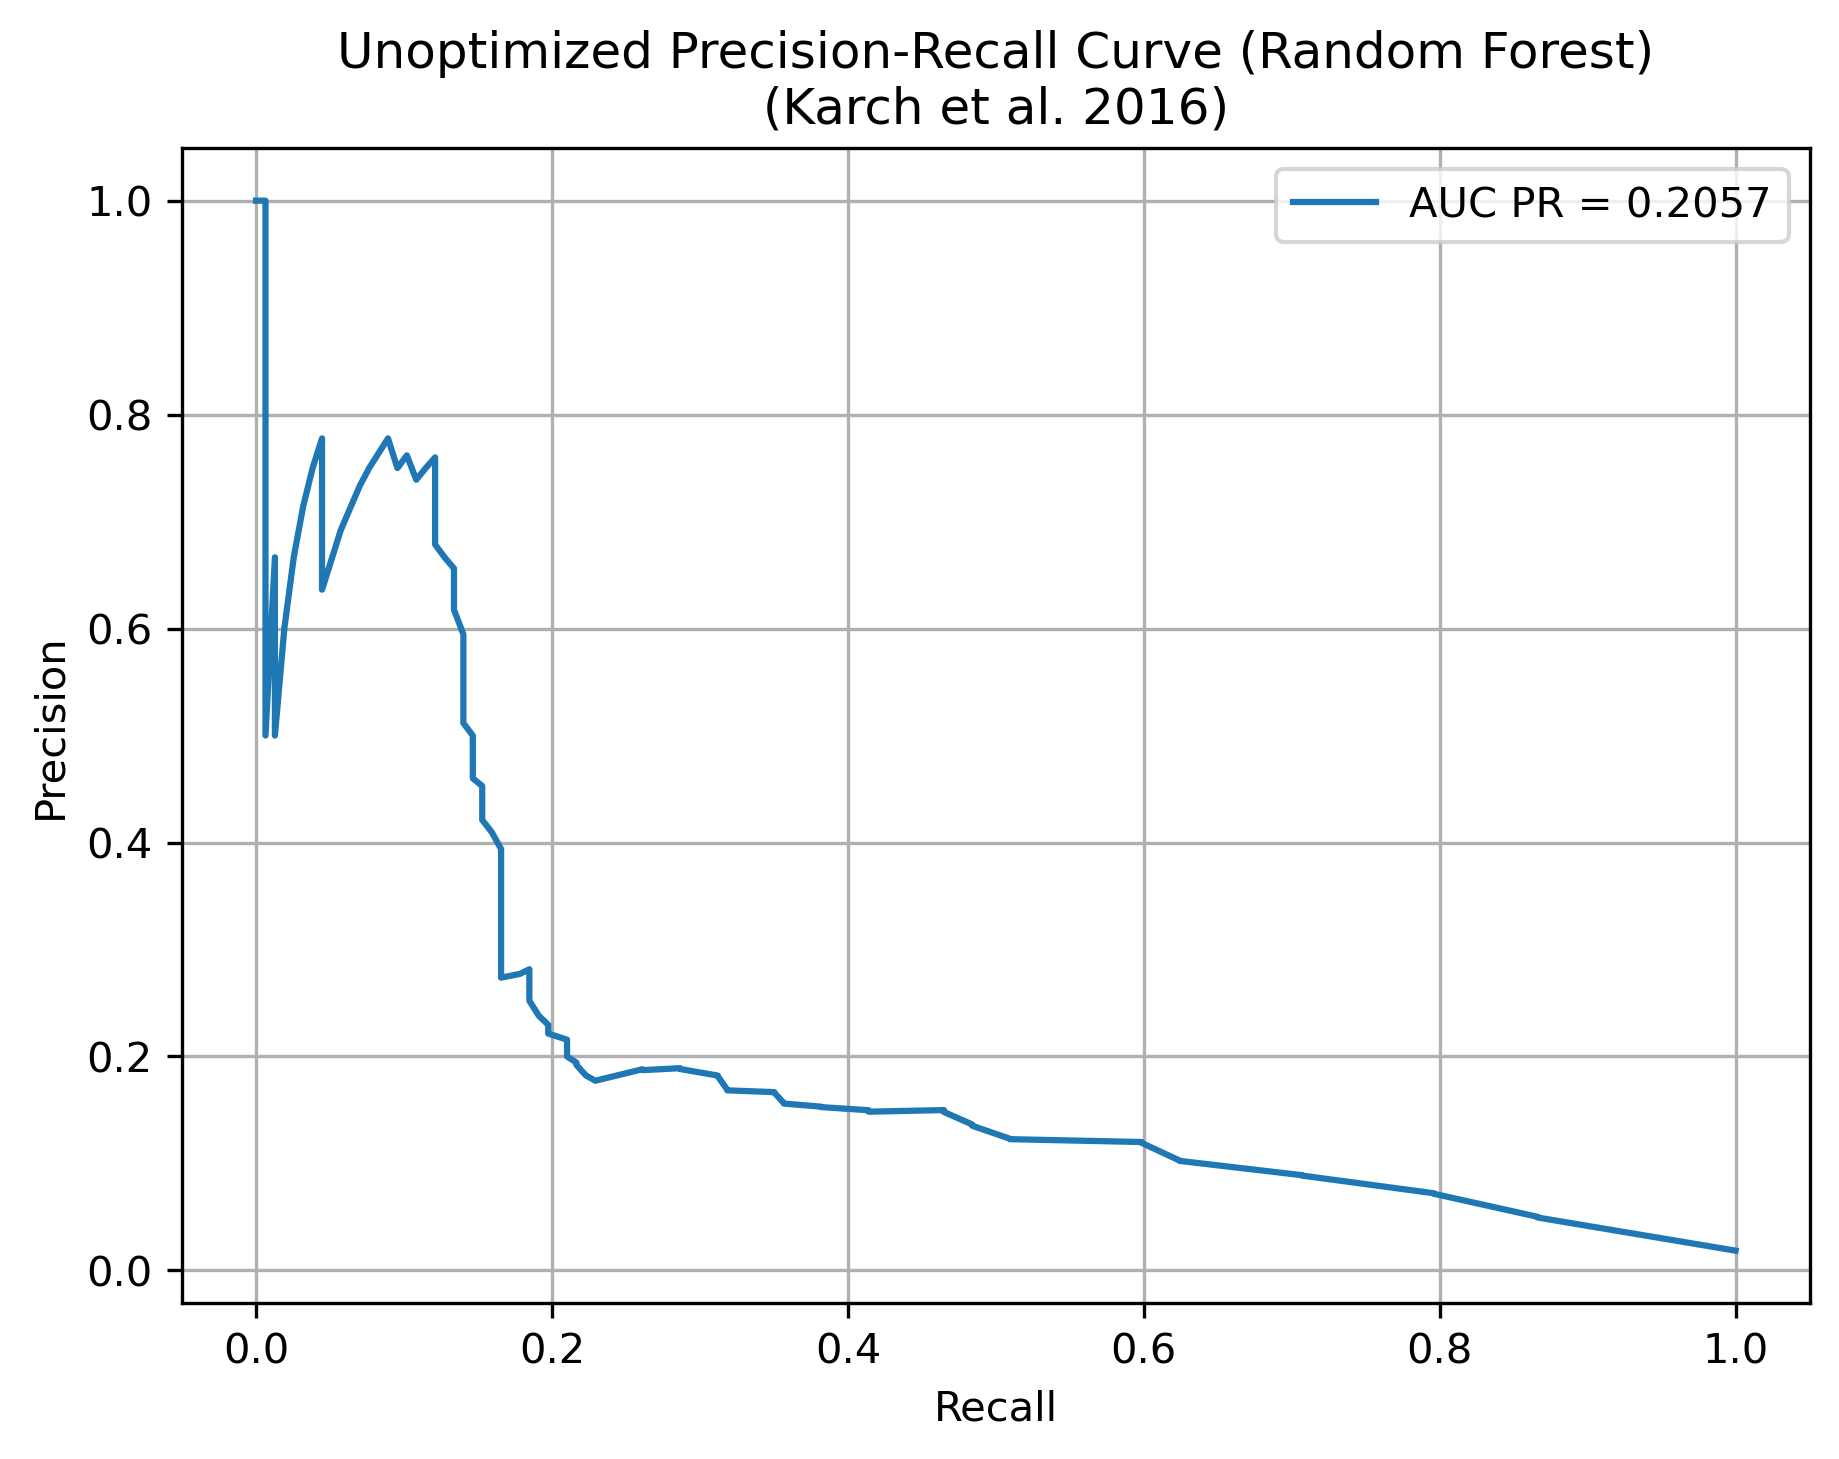 Unoptimized Precision-Recall Curve (Random Forest)
(Karch et al. 2016)
AUC PR = 0.2057
1.0
0.8
0.6
0.4
0.2
0.0
Precision
0.0 0.2 0.4 0.6 0.8 1.0
Recall